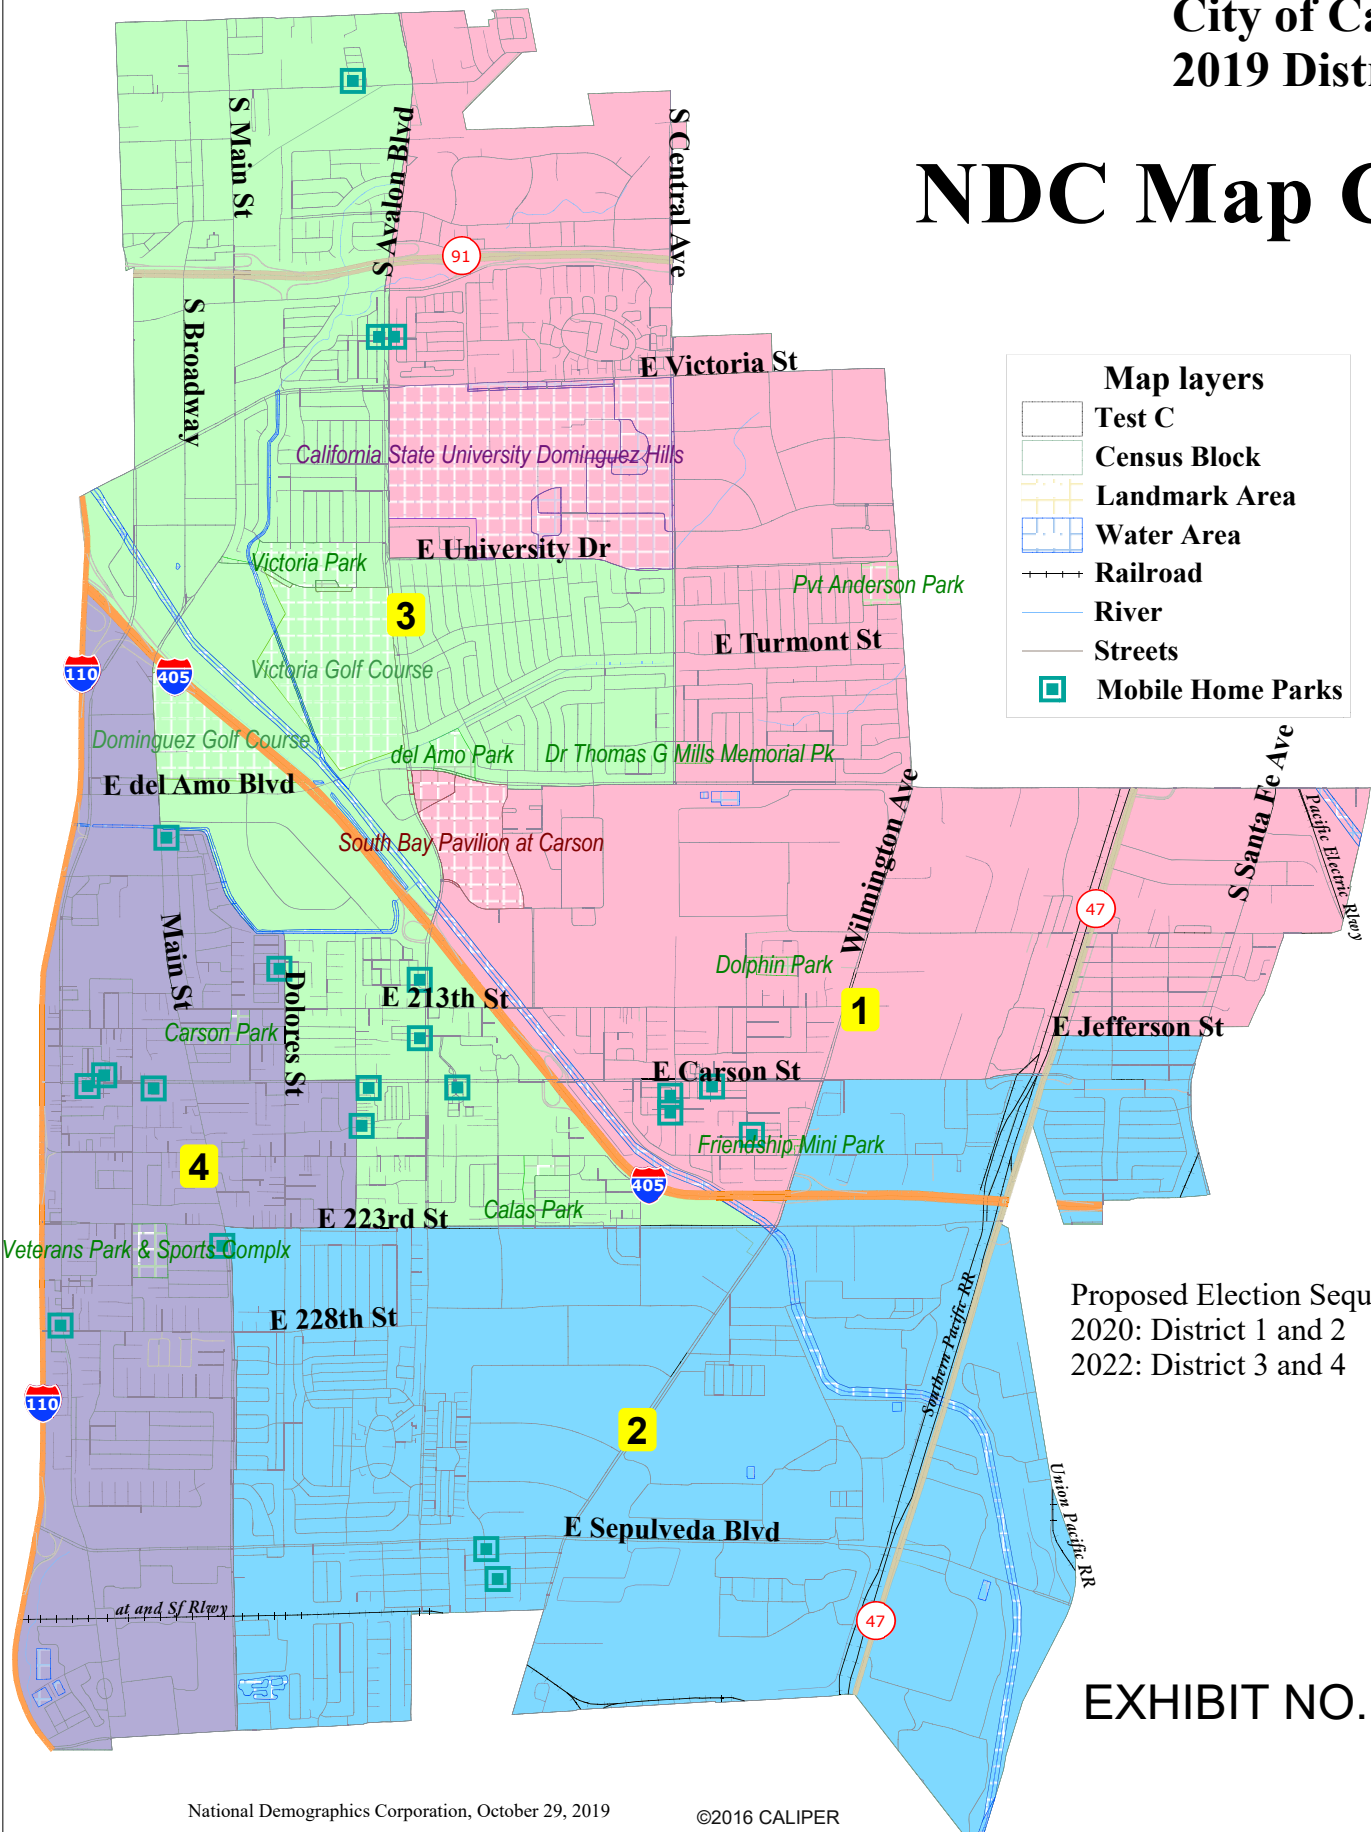 City of Ca
2019 Distr
NDC Map C
S Main St
S Avalon Blvd
S Central Ave
91
S Broadway
E Victoria St
Map layers
Test C
Census Block
Landmark Area
Water Area
Railroad
River
Streets
Mobile Home Parks
California State University Dominguez Hills
E University Dr
Victoria Park
Pvt Anderson Park
3
E Turmont St
110
405
Victoria Golf Course
Dominguez Golf Course
del Amo Park
Dr Thomas G Mills Memorial Pk
E del Amo Blvd
Wilmington Ave
S Santa Fe Ave
Pacific Electric Rlwy
South Bay Pavilion at Carson
47
Main St
Dolores St
Dolphin Park
E 213th St
1
Carson Park
E Jefferson St
E Carson St
Friendship Mini Park
4
405
Calas Park
E 223rd St
Veterans Park & Sports Complx
E 228th St
Southern Pacific RR
Proposed Election Sequ
2020: District 1 and 2
2022: District 3 and 4
110
2
Union Pacific RR
E Sepulveda Blvd
at and Sf Rlwy
47
EXHIBIT NO.
National Demographics Corporation, October 29, 2019
©2016 CALIPER